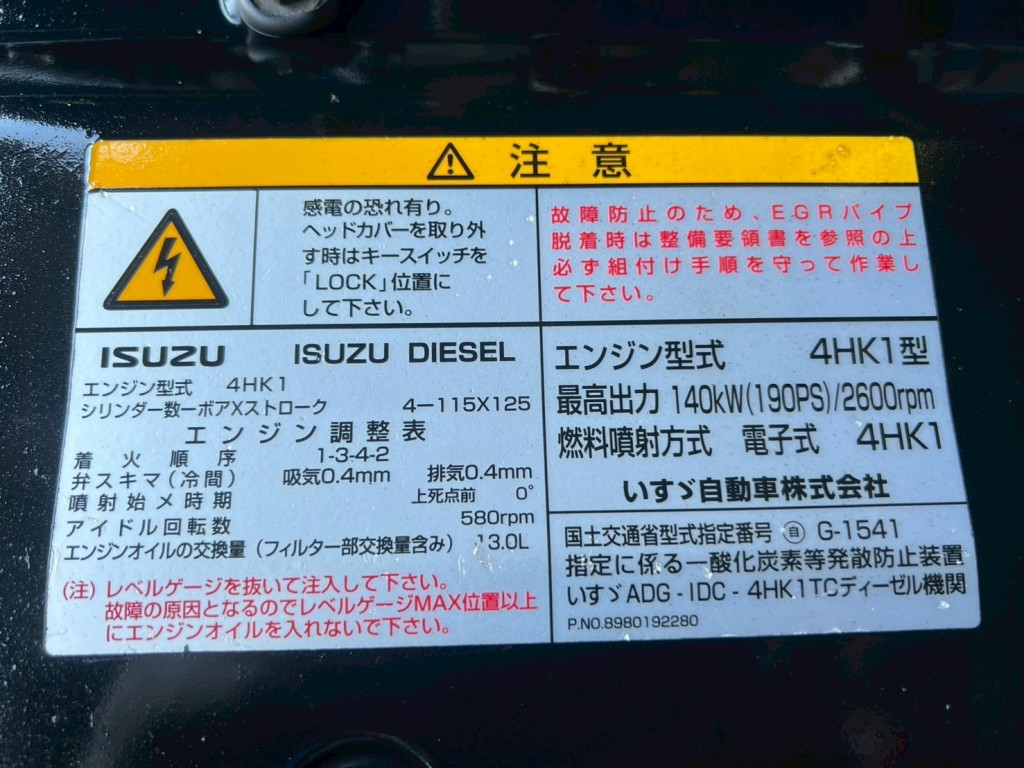 注意
感電の恐れ有り。
ヘッドカバーを取り外
す時はキースイッチを
「LOCK」位置に
して下さい。
故障防止のため、EGRパイプ
脱着時は整備要領書を参照の上
必ず組付け手順を守って作業し
て下さい。
ISUZU ISUZU DIESEL
エンジン型式 4HK1
シリンダー数ーボアXストローク 4ー115X125
エンジン調整表
着火順序 1-3-4-2
弁スキマ(冷間) 吸気0.4mm 排気0.4mm
噴射始メ時期 上死点前 0°
アイドル回転数 580rpm
エンジンオイルの交換量(フィルター部交換量含み) 13.0L
(注)レベルゲージを抜いて注入して下さい。
故障の原因となるのでレベルゲージMAX位置以上
にエンジンオイルを入れないで下さい。
エンジン型式 4HK1型
最高出力 140kW(190PS)/2600rpm
燃料噴射方式 電子式 4HK1
いすゞ自動車株式会社
国土交通省型式指定番号 ㊀自 G-1541
指定に係る一酸化炭素等発散防止装置
いすゞADG-IDC-4HK1TCディーゼル機関
P.NO.8980192280